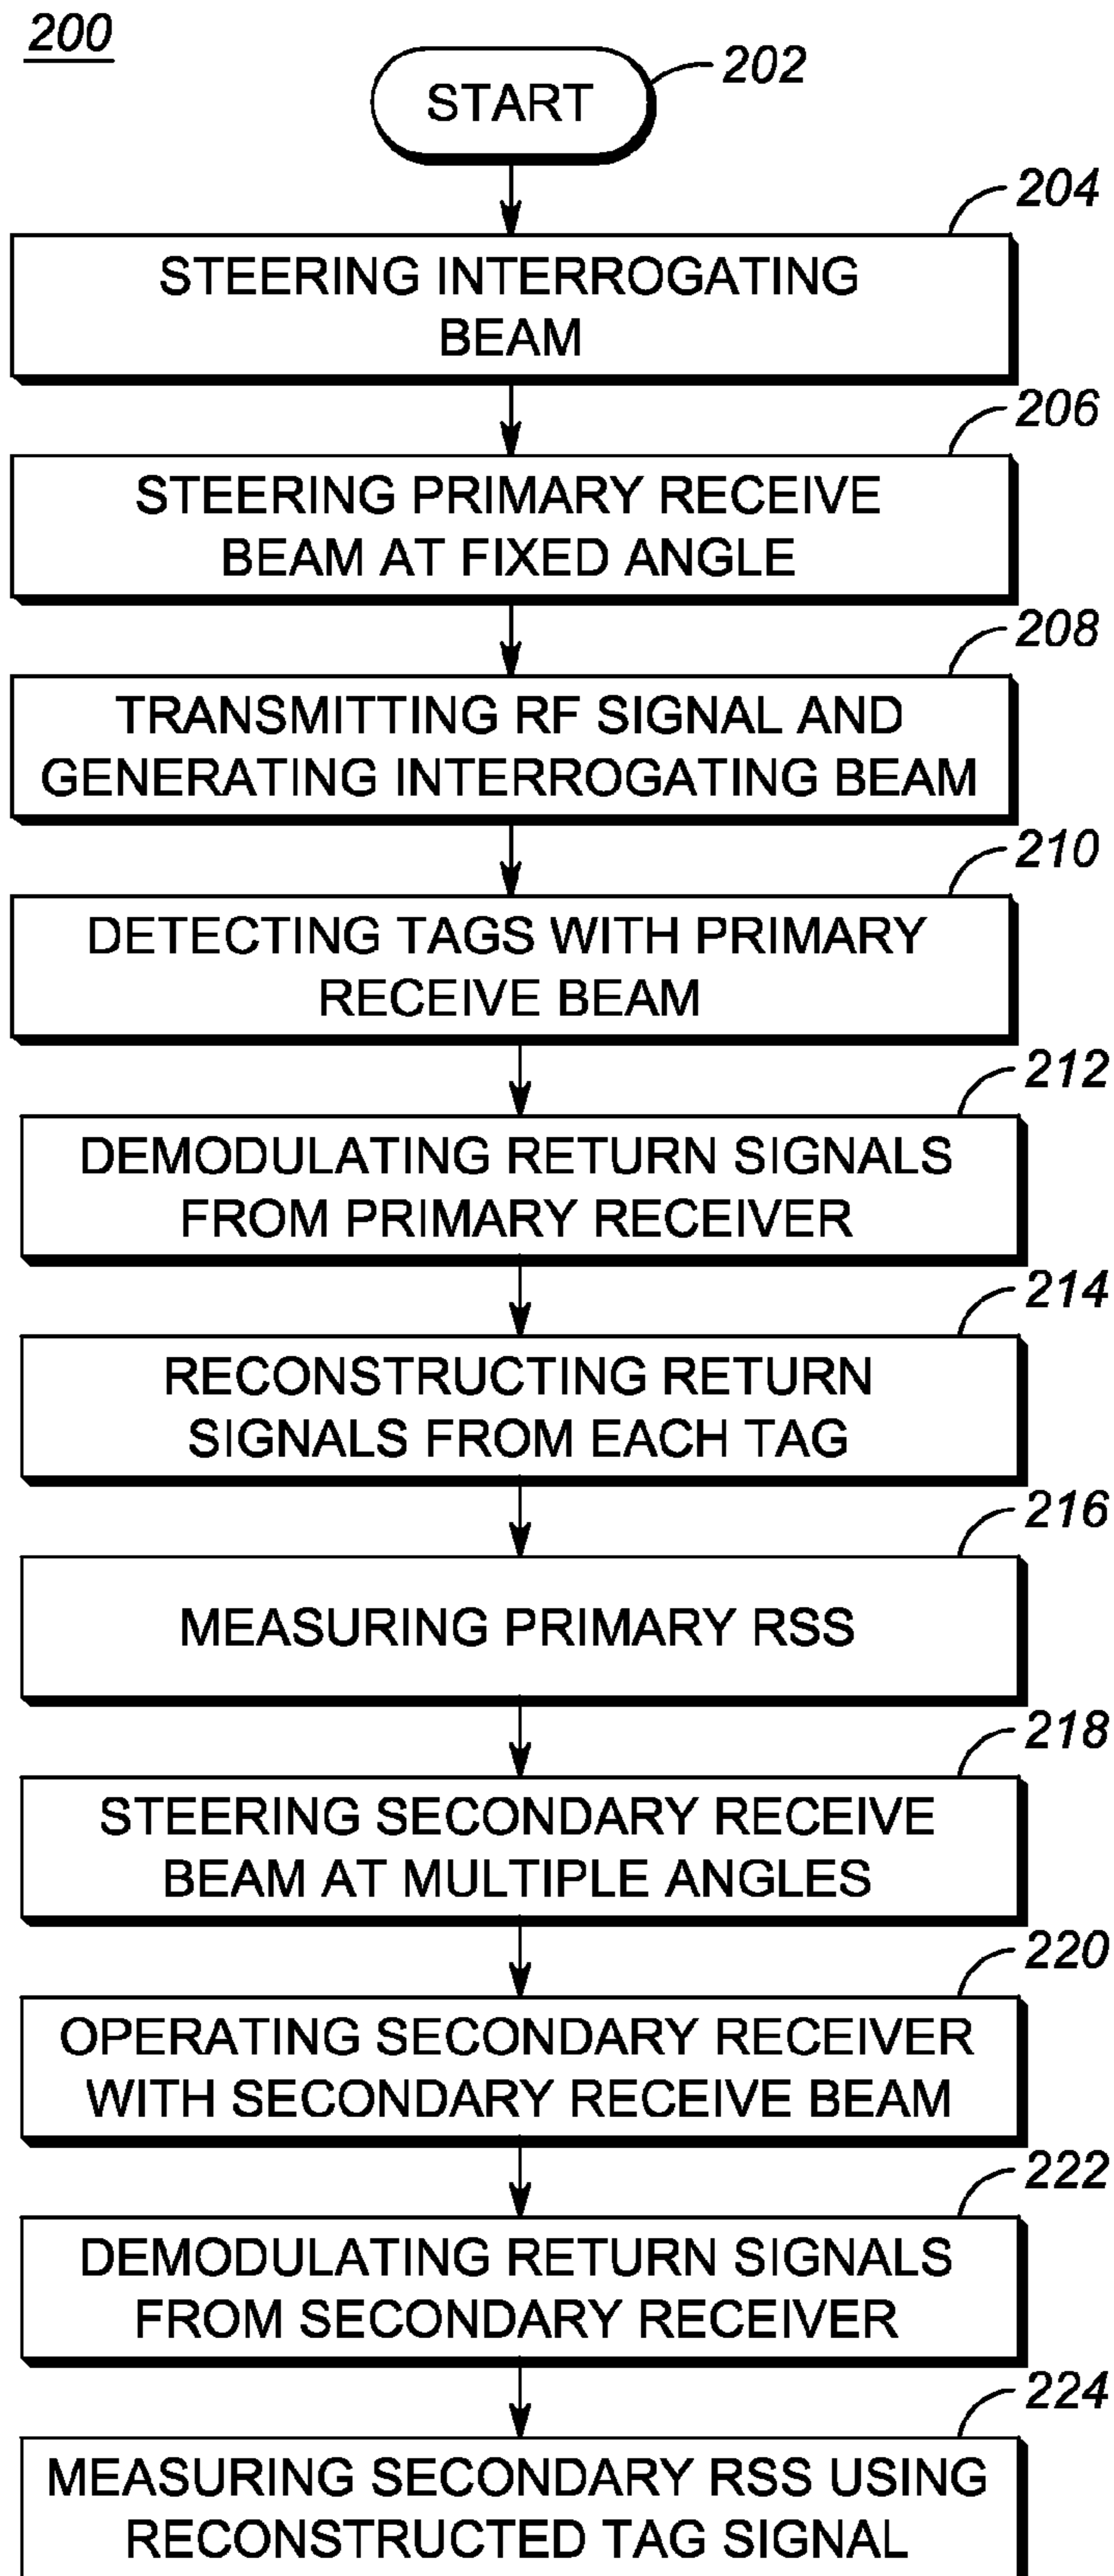 200
START
202
204
STEERING INTERROGATING
BEAM
206
STEERING PRIMARY RECEIVE
BEAM AT FIXED ANGLE
208
TRANSMITTING RF SIGNAL AND
GENERATING INTERROGATING BEAM
210
DETECTING TAGS WITH PRIMARY
RECEIVE BEAM
212
DEMODULATING RETURN SIGNALS
FROM PRIMARY RECEIVER
214
RECONSTRUCTING RETURN
SIGNALS FROM EACH TAG
216
MEASURING PRIMARY RSS
218
STEERING SECONDARY RECEIVE
BEAM AT MULTIPLE ANGLES
220
OPERATING SECONDARY RECEIVER
WITH SECONDARY RECEIVE BEAM
222
DEMODULATING RETURN SIGNALS
FROM SECONDARY RECEIVER
224
MEASURING SECONDARY RSS USING
RECONSTRUCTED TAG SIGNAL